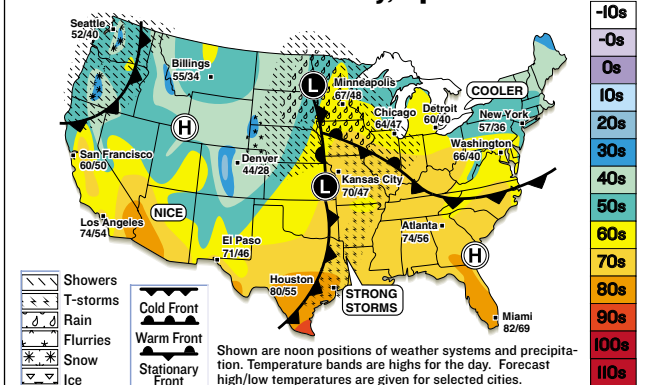 Seattle
52/40
Billings
55/34
L
Minneapolis
67/48
COOLER
Chicago
64/47
Detroit
60/40
New York
57/36
H
Washington
66/40
San Francisco
60/50
Denver
44/28
L
Kansas City
70/47
NICE
Los Angeles
74/54
Atlanta
74/56
El Paso
71/46
H
Houston
80/55
STRONG
STORMS
Miami
82/69
Showers
T-storms
Rain
Flurries
Snow
Ice
Cold Front
Warm Front
Stationary
Front
Shown are noon positions of weather systems and precipita-
tion. Temperature bands are highs for the day. Forecast
high/low temperatures are given for selected cities.
-10s
-0s
0s
10s
20s
30s
40s
50s
60s
70s
80s
90s
100s
110s